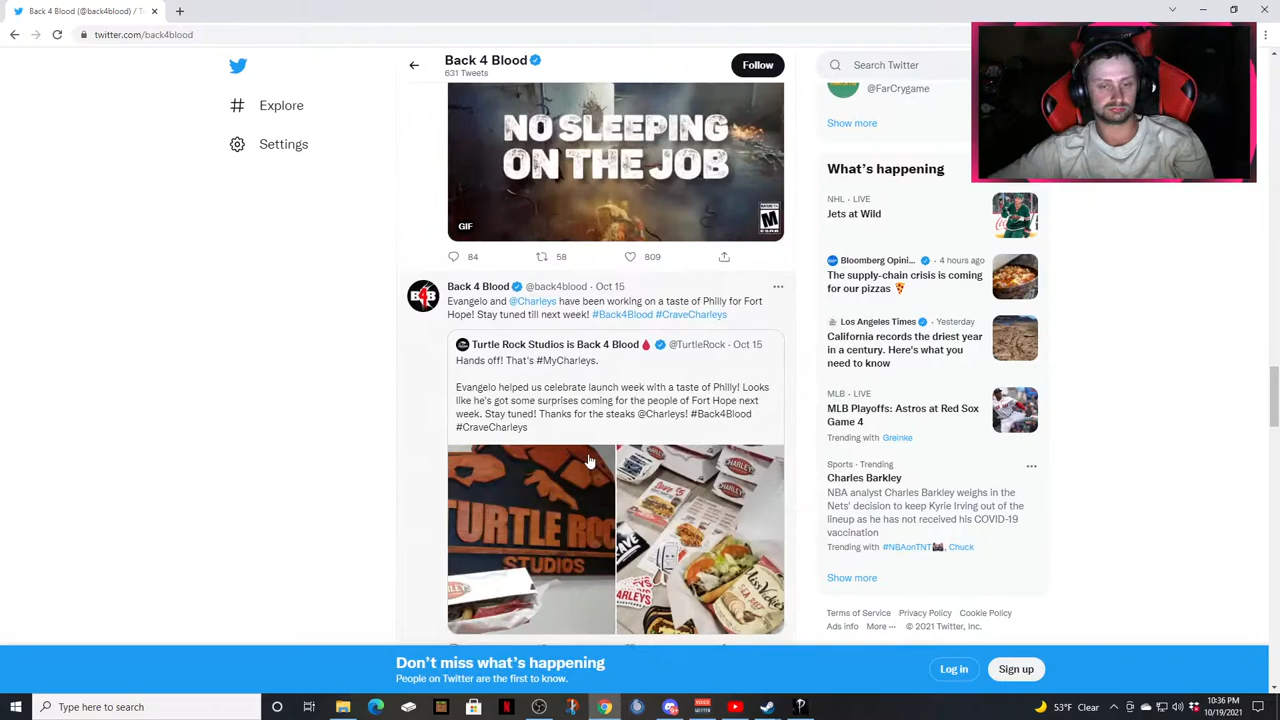 Back 4 Blood (@back4blood) / T
twitter.com/back4blood
Back 4 Blood
631 Tweets
Follow
Search Twitter
@FarCrygame
Show more
Explore
Settings
NO SLEEPING
ON THE JOB
GIF
M
84
58
809
What's happening
NHL · LIVE
Jets at Wild
Bloomberg Opini... · 4 hours ago
The supply-chain crisis is coming
for our pizzas 🍕
Los Angeles Times · Yesterday
California records the driest year
in a century. Here's what you
need to know
MLB · LIVE
MLB Playoffs: Astros at Red Sox
Game 4
Trending with Greinke
Sports · Trending
Charles Barkley
NBA analyst Charles Barkley weighs in the
Nets' decision to keep Kyrie Irving out of the
lineup as he has not received his COVID-19
vaccination
Trending with #NBAonTNT, Chuck
Show more
Terms of Service Privacy Policy Cookie Policy
Ads info More ··· © 2021 Twitter, Inc.
B4B
Back 4 Blood @back4blood · Oct 15
Evangelo and @Charleys have been working on a taste of Philly for Fort
Hope! Stay tuned till next week! #Back4Blood #CraveCharleys
Turtle Rock Studios is Back 4 Blood🩸 @TurtleRock · Oct 15
Hands off! That's #MyCharleys.
Evangelo helped us celebrate launch week with a taste of Philly! Looks
like he's got some surprises coming for the people of Fort Hope next
week. Stay tuned! Thanks for the steaks @Charleys! #Back4Blood
#CraveCharleys
TURTLE ROC
STUDIOS
CHARLEYS
CHARLEYS
Don't miss what's happening
People on Twitter are the first to know.
Log in
Sign up
Type here to search
53°F Clear
10:36 PM
10/19/2021